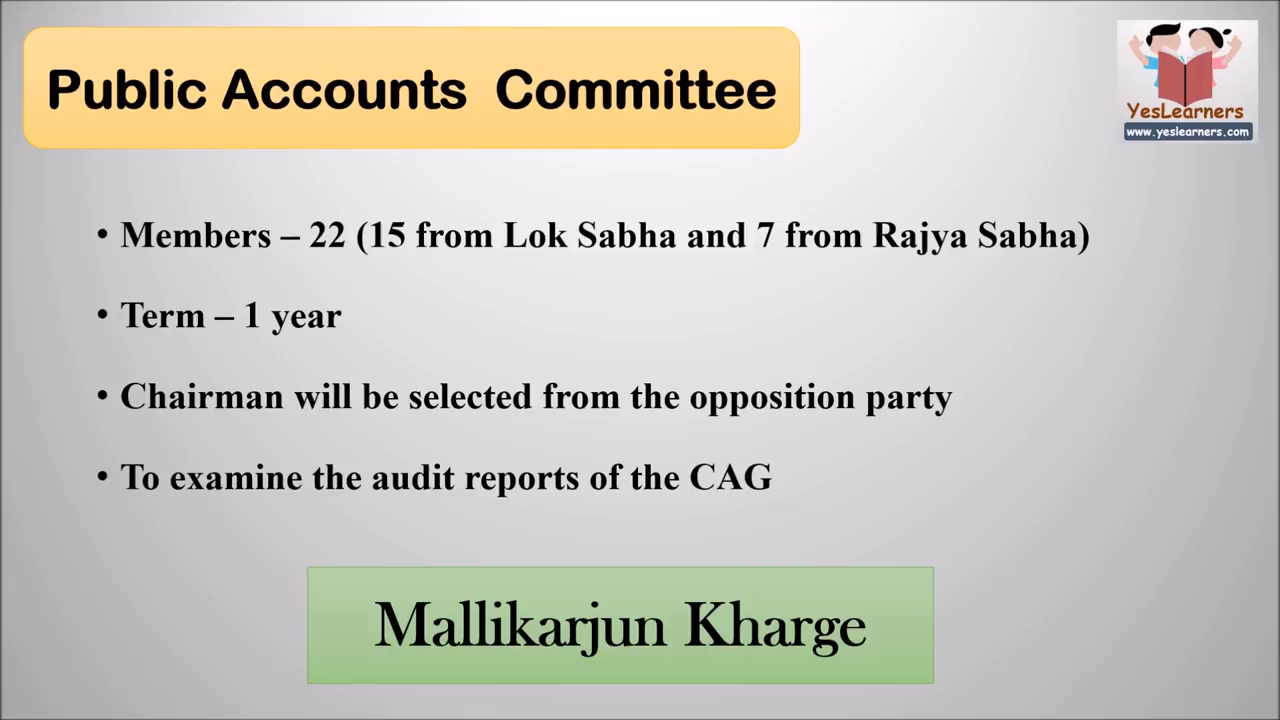 Public Accounts Committee
YesLearners
www.yeslearners.com
• Members – 22 (15 from Lok Sabha and 7 from Rajya Sabha)
• Term – 1 year
• Chairman will be selected from the opposition party
• To examine the audit reports of the CAG
Mallikarjun Kharge